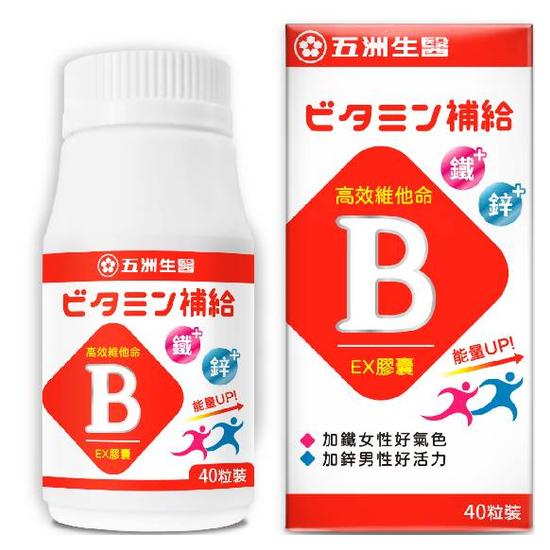 五洲生醫
ビタミン補給
鐵+
鋅+
高效維他命
B
EX膠囊
能量UP!
40粒裝
五洲生醫
ビタミン補給
鐵+
鋅+
高效維他命
B
EX膠囊
能量UP!
加鐵女性好氣色
加鋅男性好活力
40粒裝